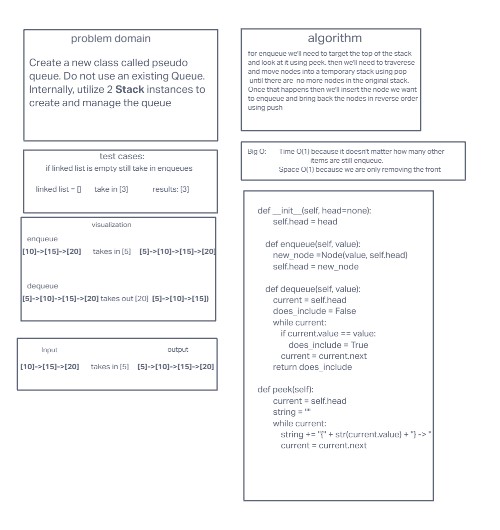 problem domain
Create a new class called pseudo
queue. Do not use an existing Queue.
Internally, utilize 2 Stack instances to
create and manage the queue
test cases:
if linked list is empty still take in enqueues
linked list = [] take in [3] results: [3]
visualization
enqueue
[10]->[15]->[20] takes in [5] [5]->[10]->[15]->[20]
dequeue
[5]->[10]->[15]->[20] takes out [20] [5]->[10]->[15])
Input output
[10]->[15]->[20] takes in [5] [5]->[10]->[15]->[20]
algorithm
for enqueue we'll need to target the top of the stack
and look at it using peek. then we'll need to traverese
and move nodes into a temporary stack using pop
until there are no more nodes in the original stack.
Once that happens then we'll insert the node we want
to enqueue and bring back the nodes in reverse order
using push
Big O: Time O(1) because it doesn't matter how many other
items are still enqueue.
Space O(1) because we are only removing the front
def __init__(self, head=none):
self.head = head
def enqueue(self, value):
new_node =Node(value, self.head)
self.head = new_node
def dequeue(self, value):
current = self.head
does_include = False
while current:
if current.value == value:
does_include = True
current = current.next
return does_include
def peek(self):
current = self.head
string = ""
while current:
string += "{" + str(current.value) + "} -> "
current = current.next